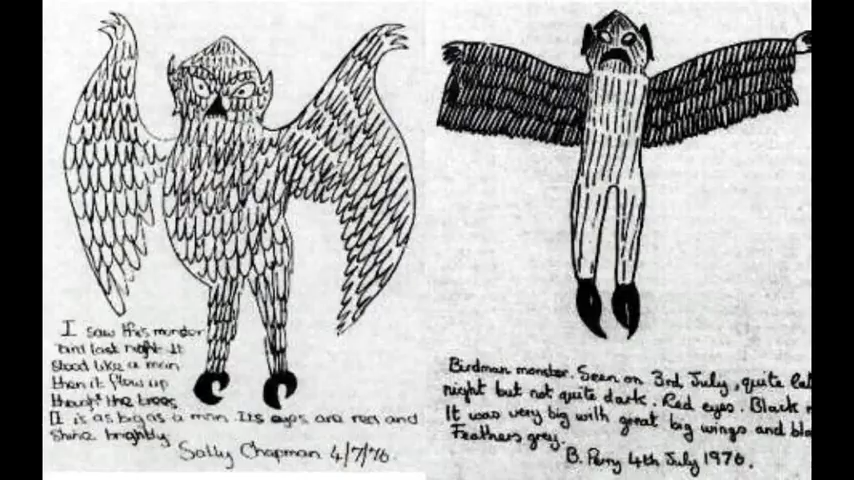 I saw this monster
bird last night. It
stood like a man
then it flew up
through the trees
It is as big as a man. Its eyes are red and
shine brightly
Sally Chapman 4/7/76.
Birdman monster. Seen on 3rd July, quite lat
night but not quite dark. Red eyes. Black m
It was very big with great big wings and bla
Feathers grey.
B. Perry 4th July 1976.